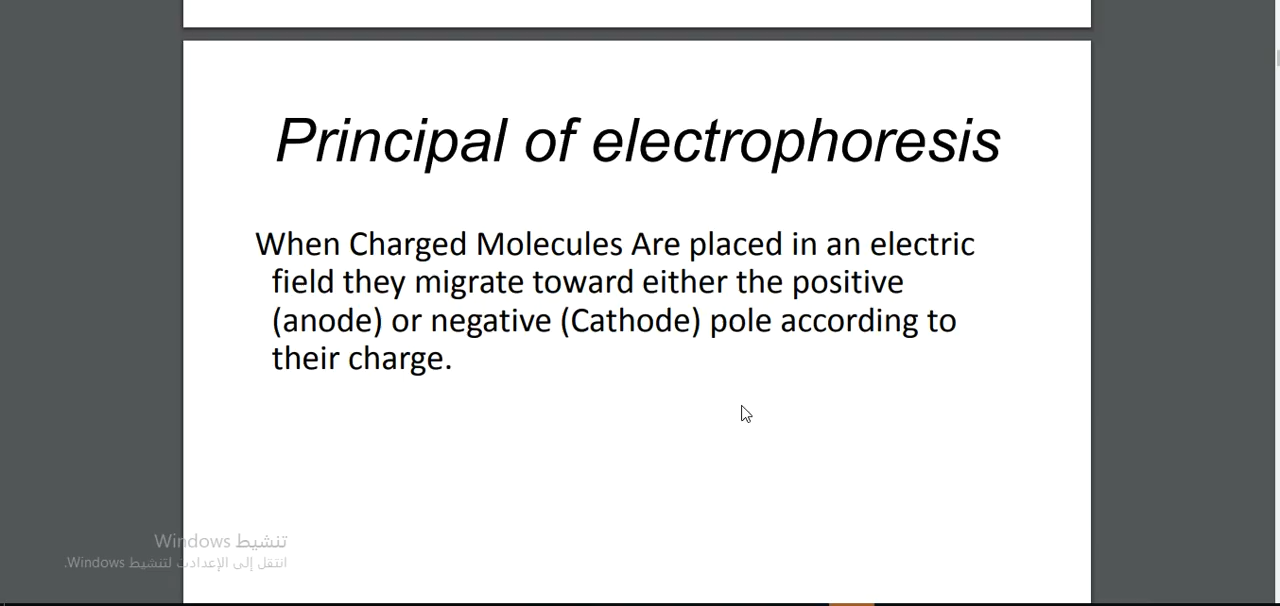 Principal of electrophoresis
When Charged Molecules Are placed in an electric
field they migrate toward either the positive
(anode) or negative (Cathode) pole according to
their charge.
تنشيط Windows
انتقل إلى الإعدادت لتنشيط Windows.